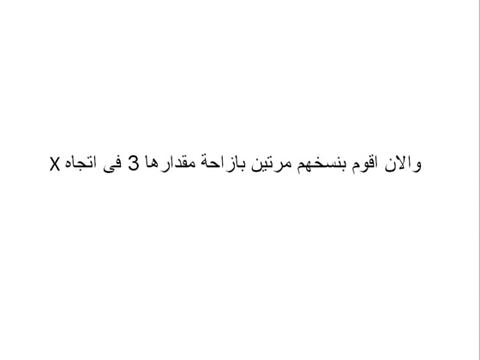 والان اقوم بنسخهم مرتين بازاحة مقدارها 3 فى اتجاه x